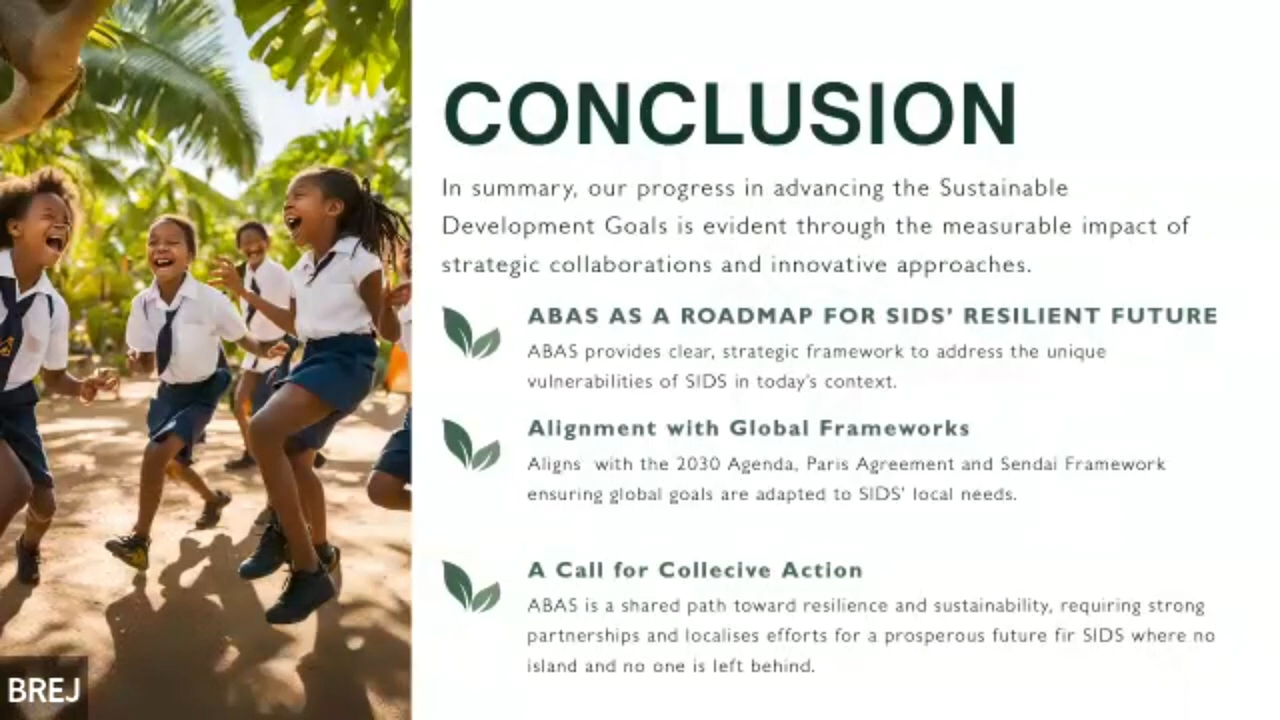 CONCLUSION
In summary, our progress in advancing the Sustainable
Development Goals is evident through the measurable impact of
strategic collaborations and innovative approaches.
ABAS AS A ROADMAP FOR SIDS' RESILIENT FUTURE
ABAS provides clear, strategic framework to address the unique
vulnerabilities of SIDS in today's context.
Alignment with Global Frameworks
Aligns with the 2030 Agenda, Paris Agreement and Sendai Framework
ensuring global goals are adapted to SIDS' local needs.
A Call for Collecive Action
ABAS is a shared path toward resilience and sustainability, requiring strong
partnerships and localises efforts for a prosperous future fir SIDS where no
island and no one is left behind.
BREJ